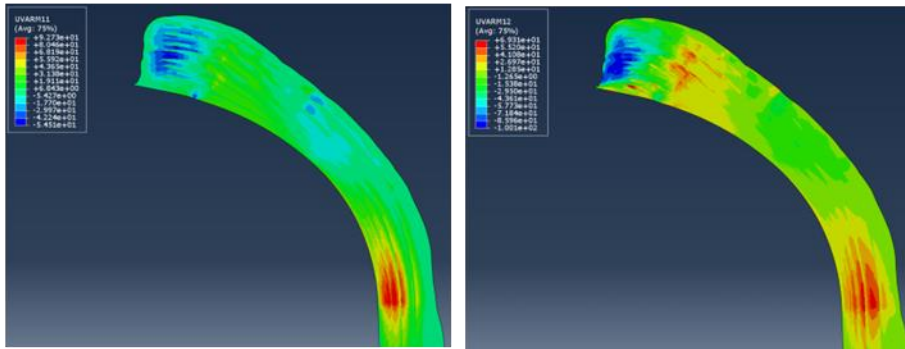 UVARM11
(Avg: 75%)
+9.273e+01
+8.046e+01
+6.819e+01
+5.592e+01
+4.365e+01
+3.138e+01
+1.911e+01
+6.843e+00
-5.427e+00
-1.770e+01
-2.997e+01
-4.224e+01
-5.451e+01
UVARM12
(Avg: 75%)
+6.931e+01
+5.520e+01
+4.108e+01
+2.697e+01
+1.285e+01
-1.265e+00
-1.538e+01
-2.950e+01
-4.361e+01
-5.773e+01
-7.184e+01
-8.596e+01
-1.001e+02